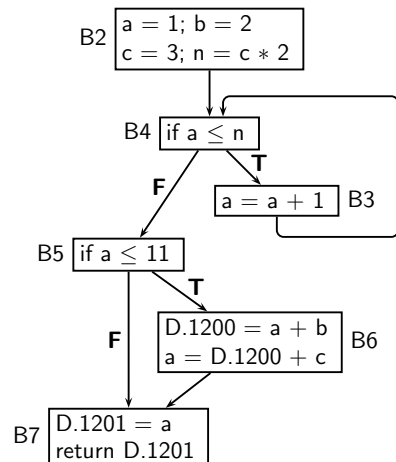 B2
a = 1; b = 2
c = 3; n = c ∗ 2
B4
if a ≤ n
T
F
a = a + 1
B3
B5
if a ≤ 11
T
F
D.1200 = a + b
a = D.1200 + c
B6
B7
D.1201 = a
return D.1201